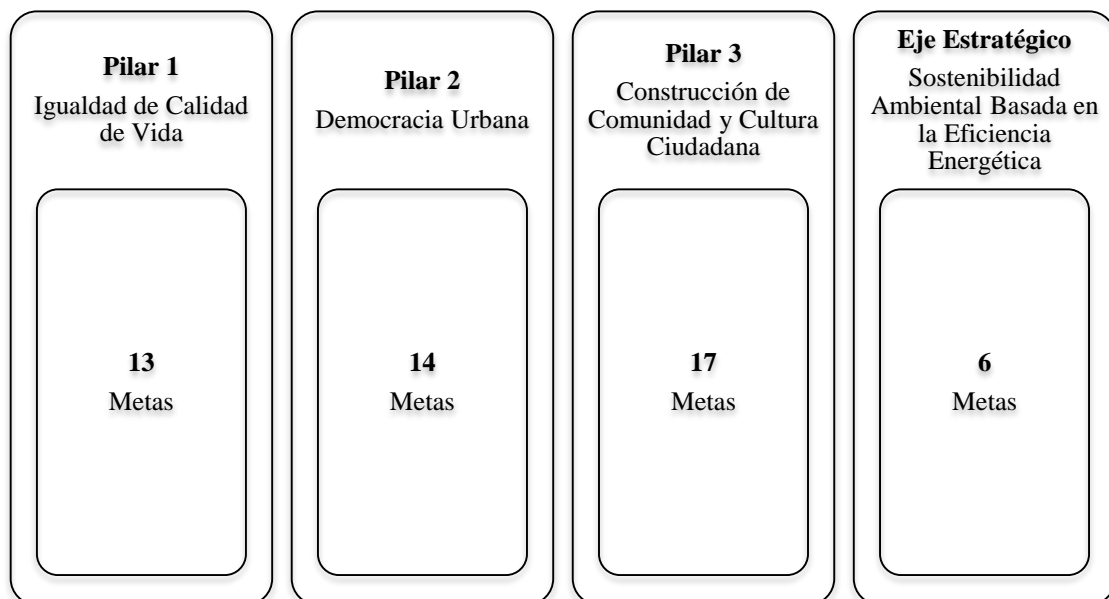 Pilar 1
Igualdad de Calidad
de Vida
13
Metas
Pilar 2
Democracia Urbana
14
Metas
Pilar 3
Construcción de
Comunidad y Cultura
Ciudadana
17
Metas
Eje Estratégico
Sostenibilidad
Ambiental Basada en
la Eficiencia
Energética
6
Metas